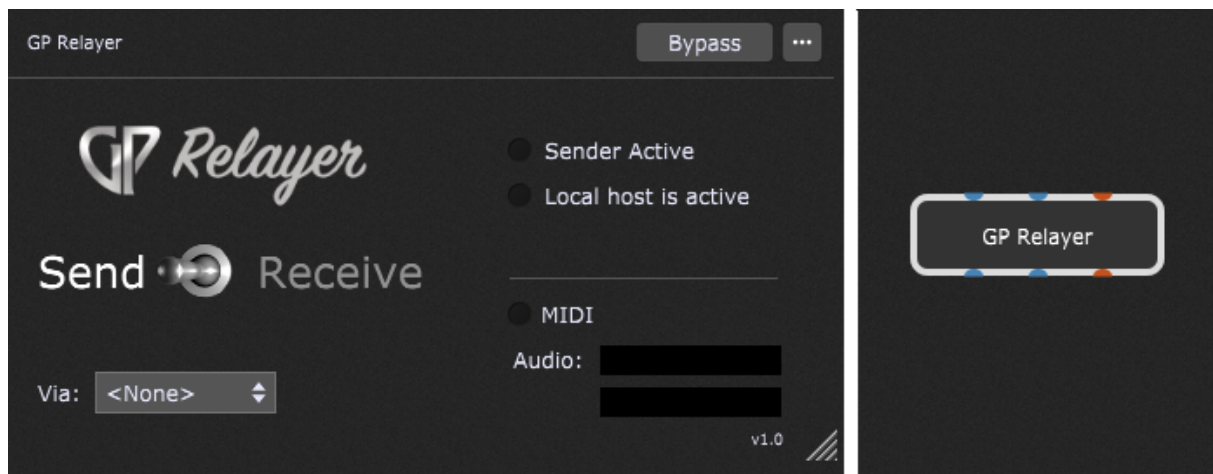 GP Relayer
Bypass
GP Relayer
Sender Active
Local host is active
Send Receive
MIDI
Audio:
Via: <None>
v1.0
GP Relayer